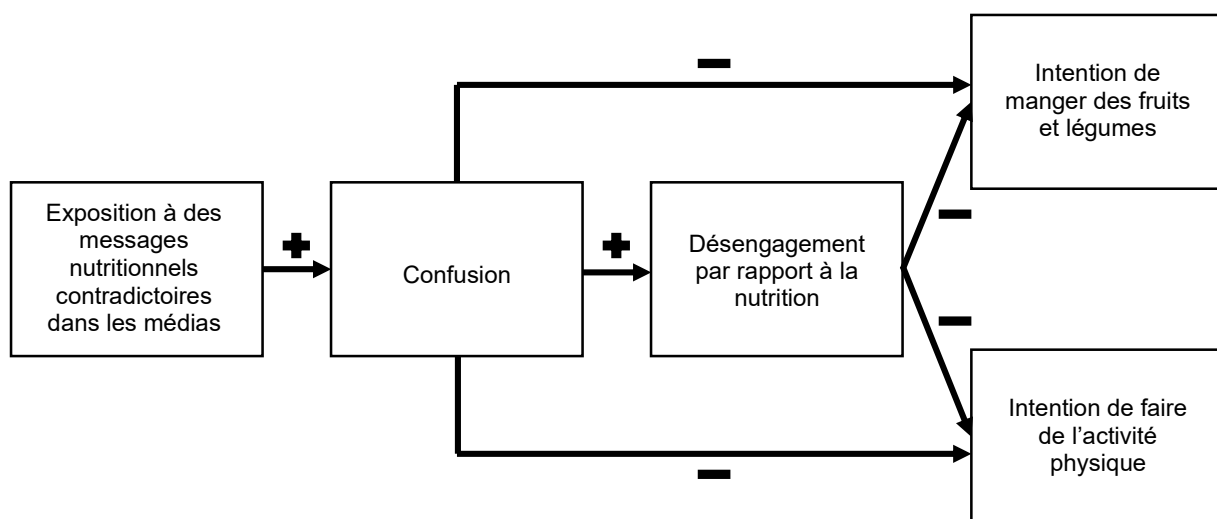 Intention de
manger des fruits
et légumes
Exposition à des
messages
nutritionnels
contradictoires
dans les médias
Confusion
Désengagement
par rapport à la
nutrition
Intention de faire
de l’activité
physique